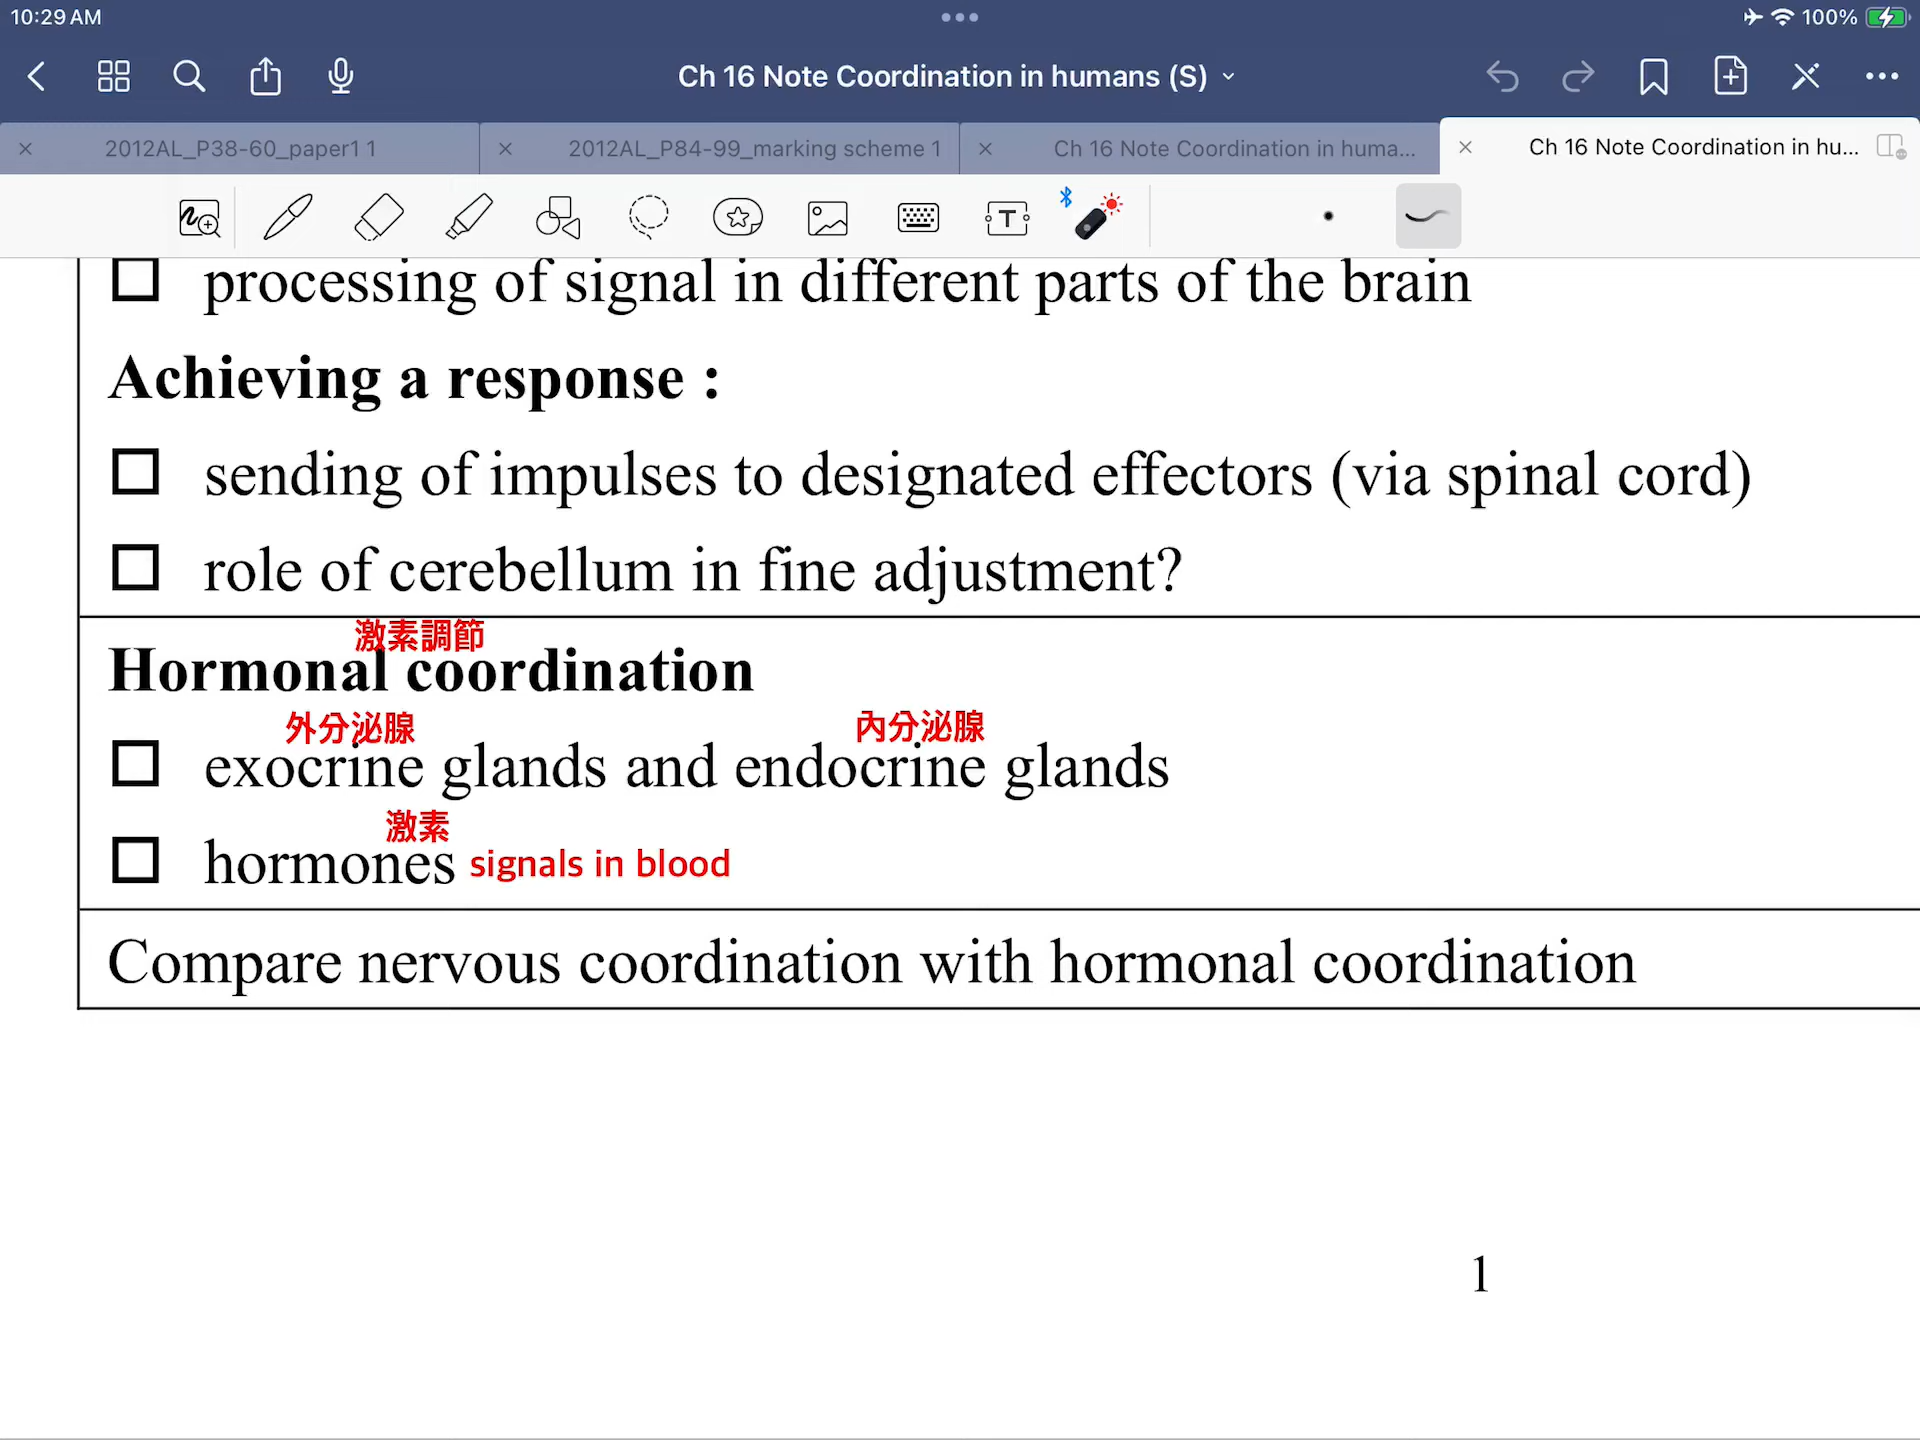 10:29 AM
100%
Ch 16 Note Coordination in humans (S)
2012AL_P38-60_paper1 1
2012AL_P84-99_marking scheme 1
Ch 16 Note Coordination in huma...
Ch 16 Note Coordination in hu...
processing of signal in different parts of the brain
Achieving a response :
sending of impulses to designated effectors (via spinal cord)
role of cerebellum in fine adjustment?
激素調節
Hormonal coordination
外分泌腺 內分泌腺
exocrine glands and endocrine glands
激素
hormones signals in blood
Compare nervous coordination with hormonal coordination
1